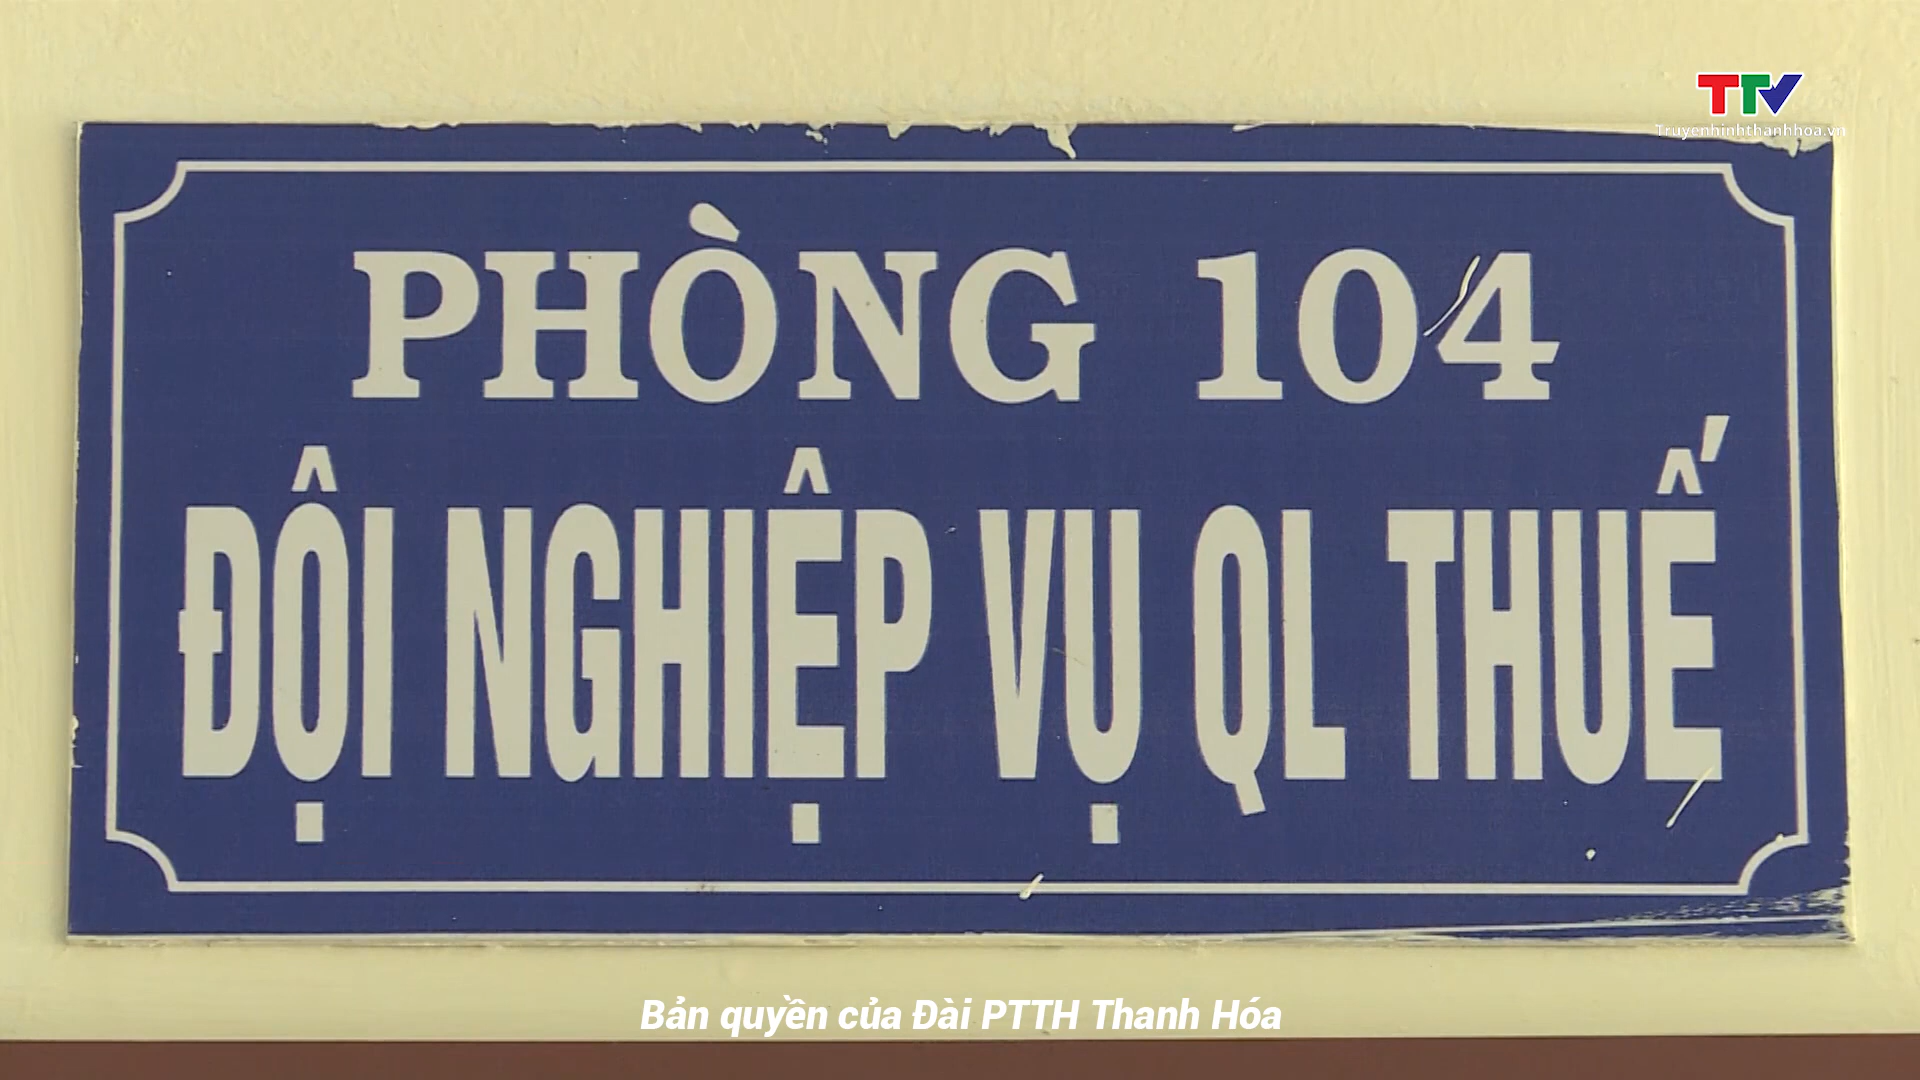 TTV
Truyenhinhthanhhoa.vn
PHÒNG 104
ĐỘI NGHIỆP VỤ QL THUẾ
Bản quyền của Đài PTTH Thanh Hóa